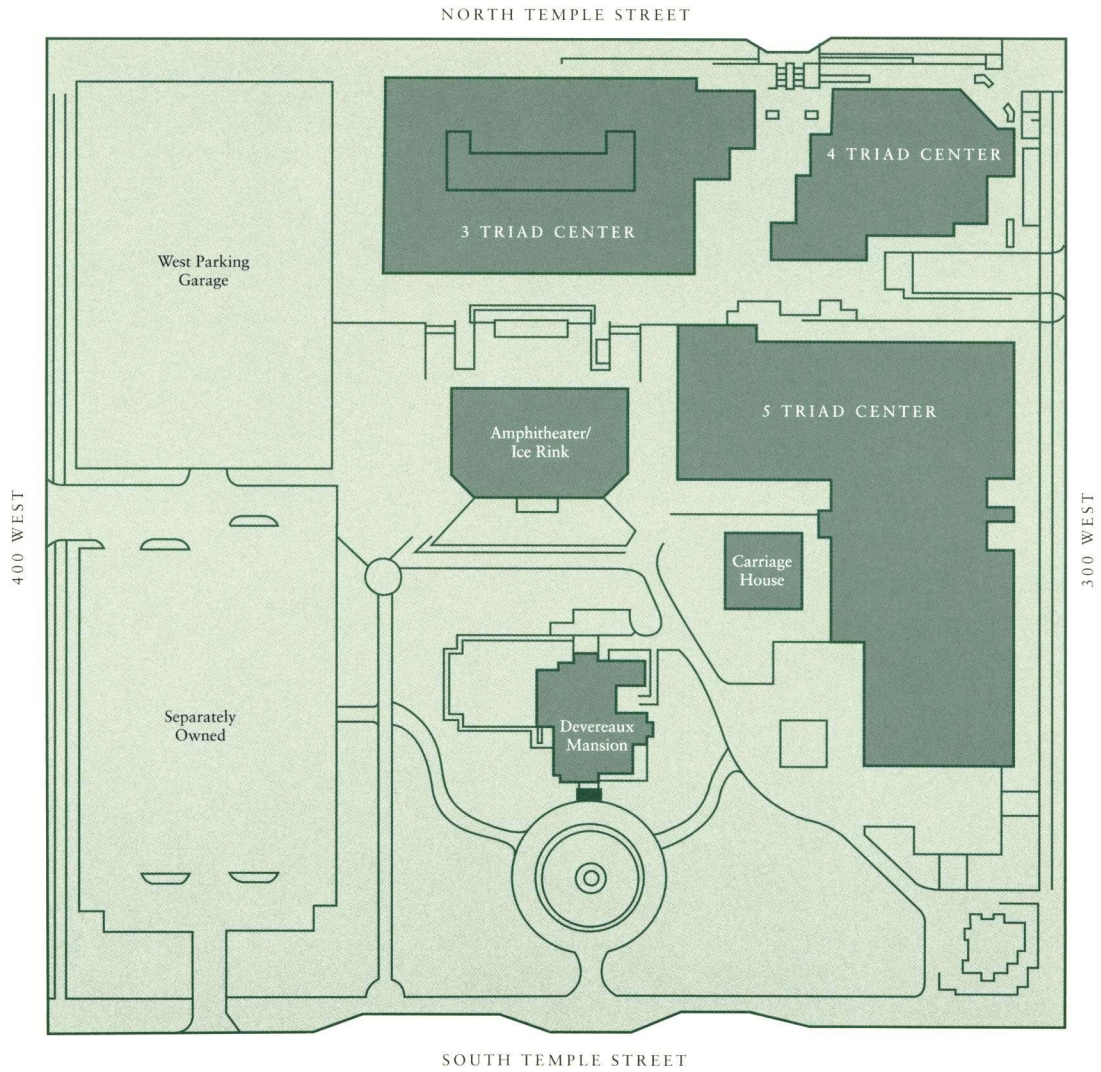 NORTH TEMPLE STREET
4 TRIAD CENTER
3 TRIAD CENTER
West Parking
Garage
5 TRIAD CENTER
Amphitheater/
Ice Rink
400 WEST
300 WEST
Carriage
House
Separately
Owned
Devereaux
Mansion
SOUTH TEMPLE STREET